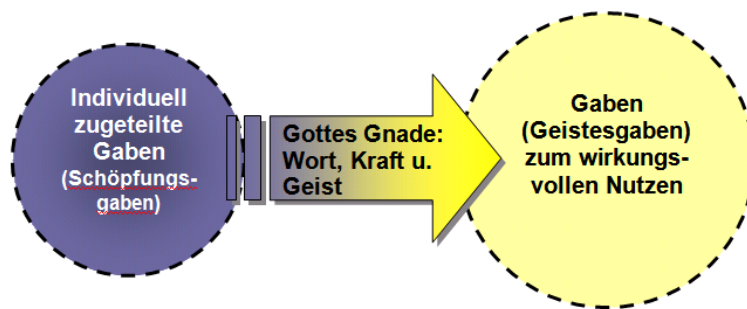 Individuell
zugeteilte
Gaben
(Schöpfungs-
gaben)
Gottes Gnade:
Wort, Kraft u.
Geist
Gaben
(Geistesgaben)
zum wirkungs-
vollen Nutzen